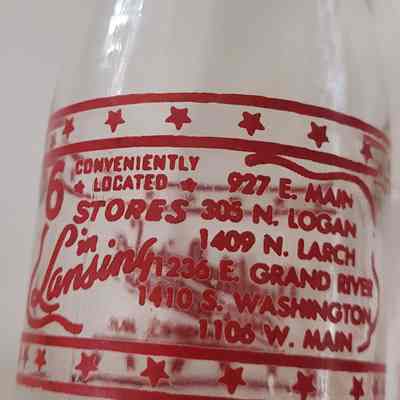 6 CONVENIENTLY
LOCATED
STORES
in
Lansing
927 E. MAIN
305 N. LOGAN
1409 N. LARCH
1236 E. GRAND RIVER
1410 S. WASHINGTON
1106 W. MAIN